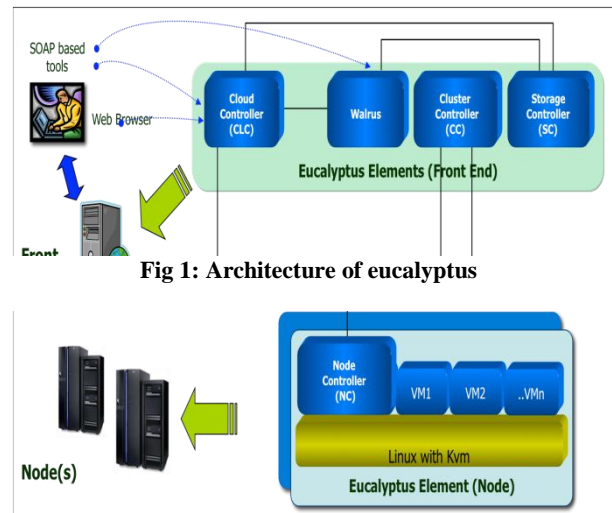 SOAP based
tools
Web Browser
Cloud
Controller
(CLC)
Walrus
Cluster
Controller
(CC)
Storage
Controller
(SC)
Eucalyptus Elements (Front End)
Front
Fig 1: Architecture of eucalyptus
Node
Controller
(NC)
VM1
VM2
..VMn
Linux with Kvm
Node(s)
Eucalyptus Element (Node)